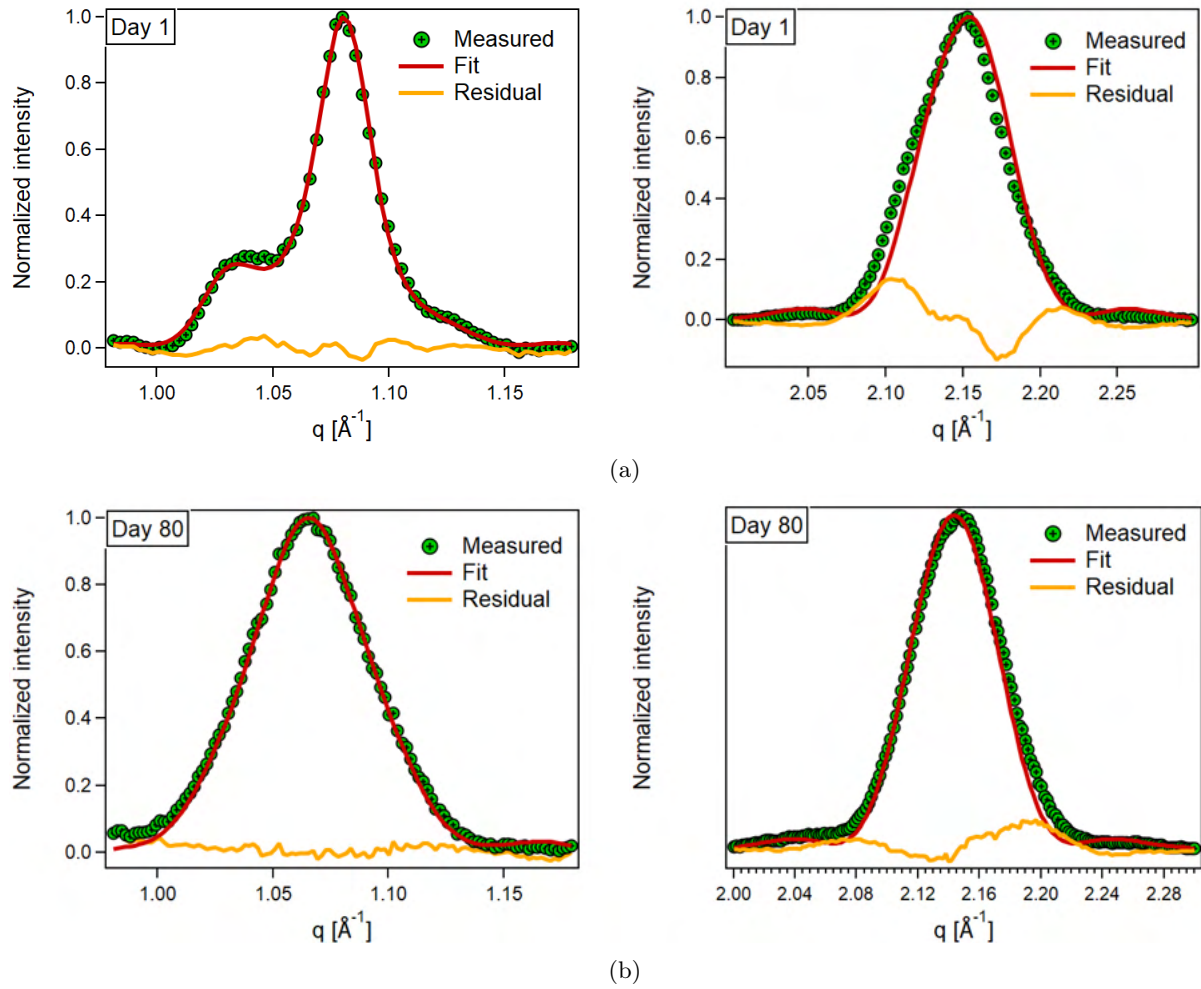 Day 1
Measured
Fit
Residual
Normalized intensity
1.0
0.8
0.6
0.4
0.2
0.0
1.00 1.05 1.10 1.15
q [Å⁻¹]
Day 1
Measured
Fit
Residual
Normalized intensity
1.0
0.8
0.6
0.4
0.2
0.0
2.05 2.10 2.15 2.20 2.25
q [Å⁻¹]
(a)
Day 80
Measured
Fit
Residual
Normalized intensity
1.0
0.8
0.6
0.4
0.2
0.0
1.00 1.05 1.10 1.15
q [Å⁻¹]
Day 80
Measured
Fit
Residual
Normalized intensity
2.00 2.04 2.08 2.12 2.16 2.20 2.24 2.28
q [Å⁻¹]
(b)